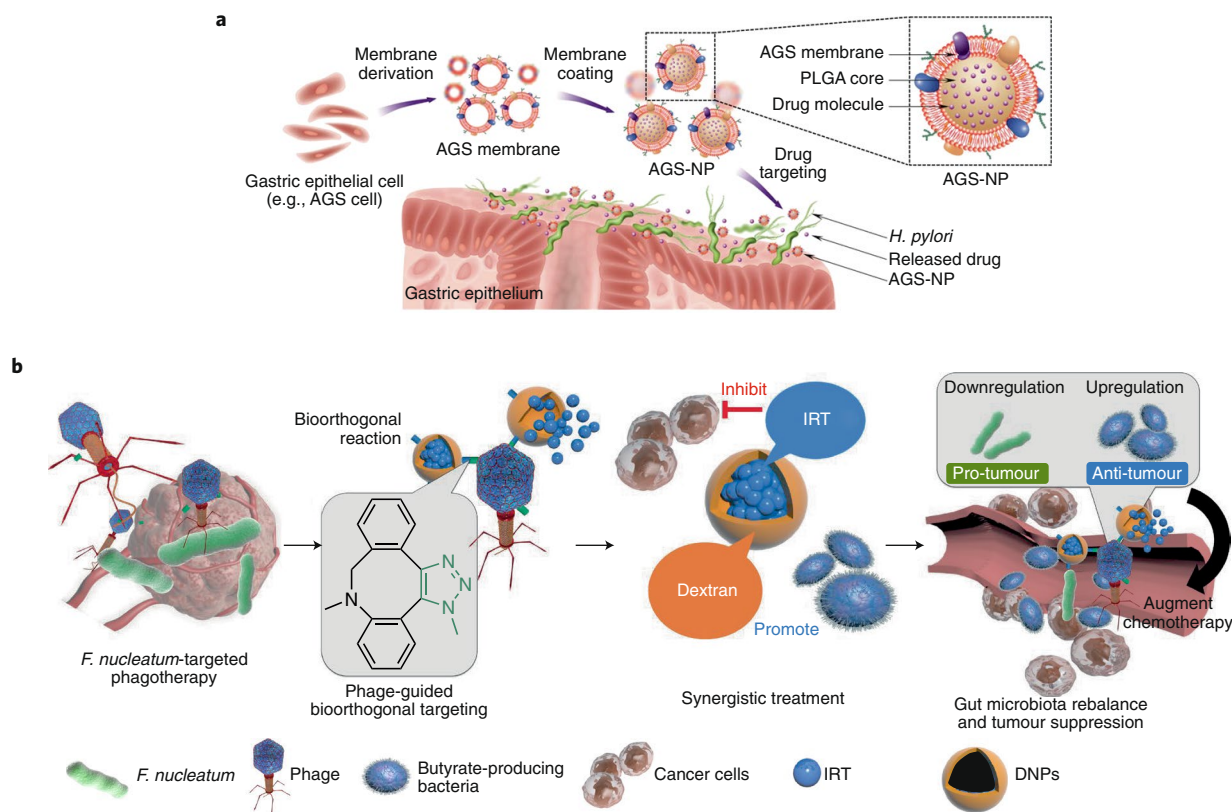 a
Membrane
derivation
Membrane
coating
AGS membrane
PLGA core
Drug molecule
AGS-NP
AGS membrane
AGS-NP
Gastric epithelial cell
(e.g., AGS cell)
Drug
targeting
H. pylori
Released drug
AGS-NP
Gastric epithelium
b
Bioorthogonal
reaction
N
N
N
N
F. nucleatum-targeted
phagotherapy
Phage-guided
bioorthogonal targeting
Inhibit
IRT
Dextran
Promote
Synergistic treatment
Downregulation
Upregulation
Pro-tumour
Anti-tumour
Augment
chemotherapy
Gut microbiota rebalance
and tumour suppression
F. nucleatum
Phage
Butyrate-producing
bacteria
Cancer cells
IRT
DNPs